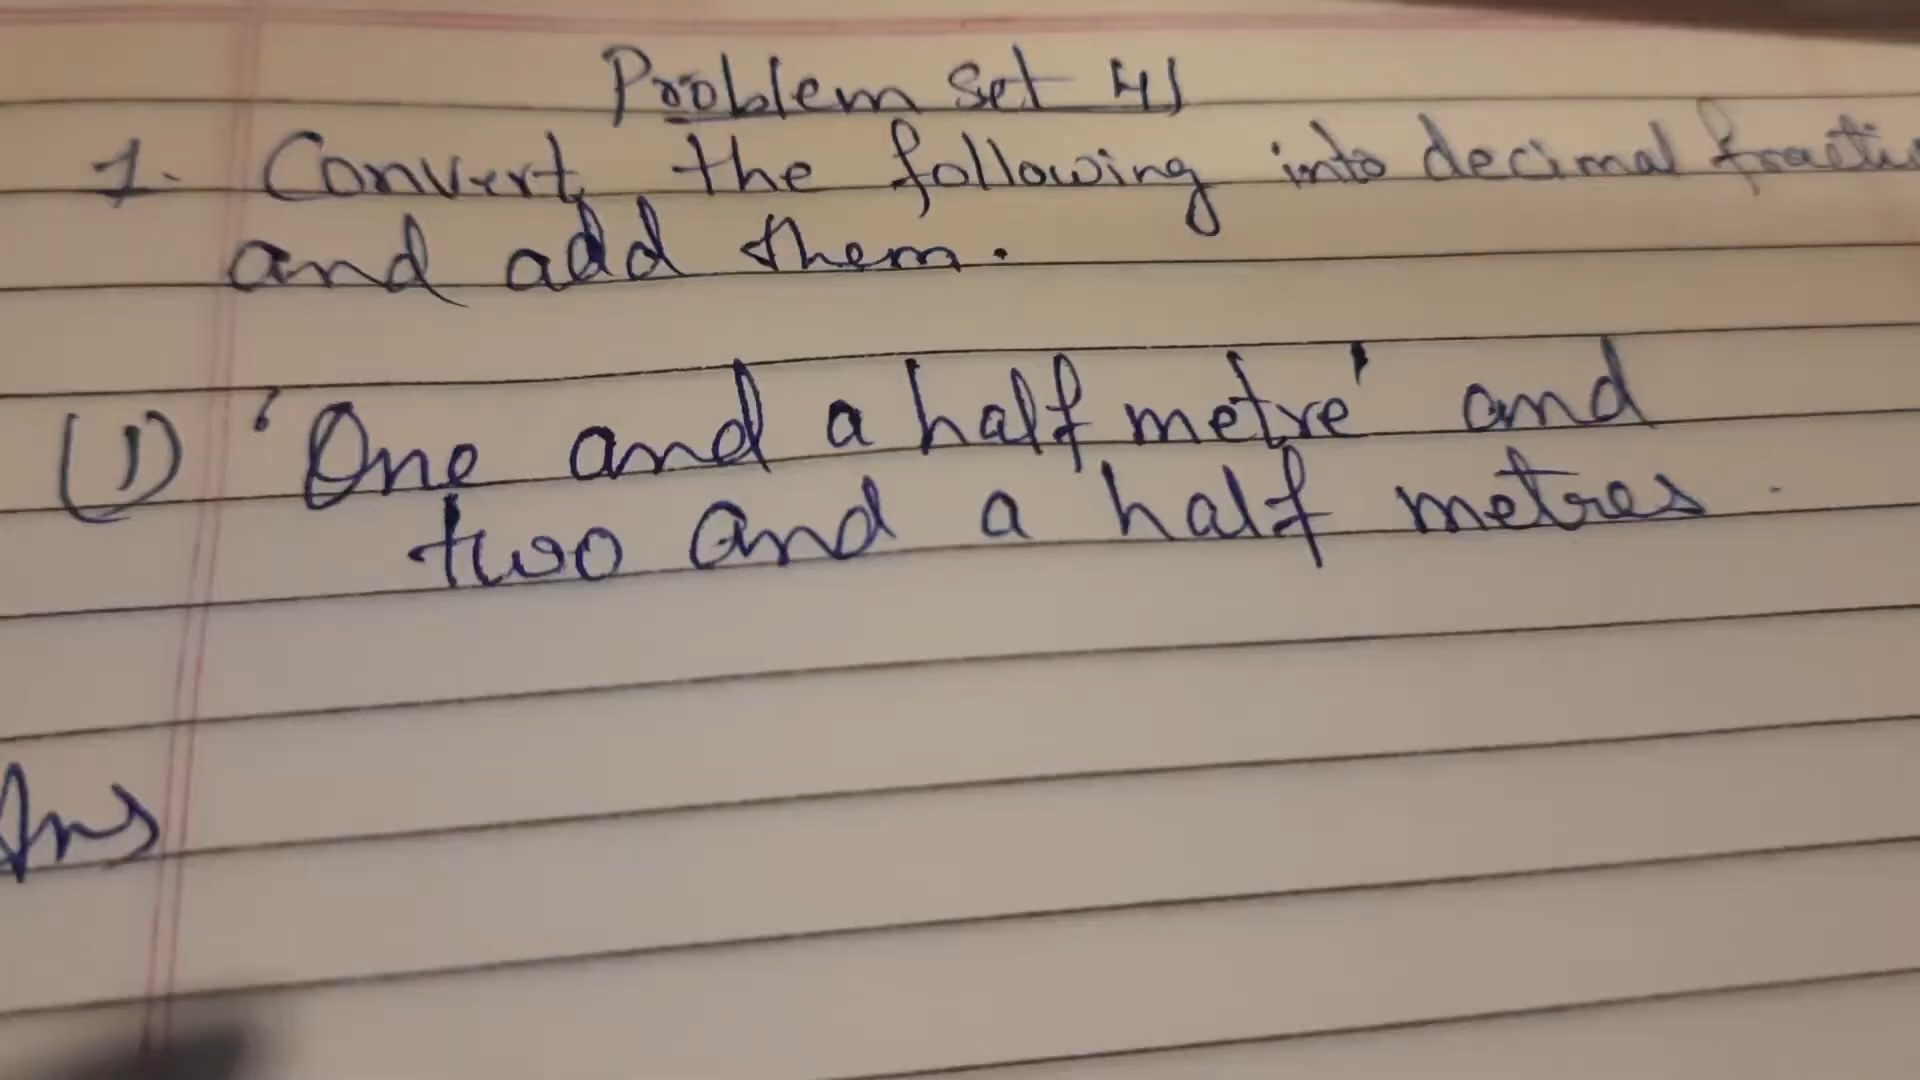 Problem Set 41
1. Convert the following into decimal
and add them.
(1) 'One and a half metre' and
two and a half metres.
Ans